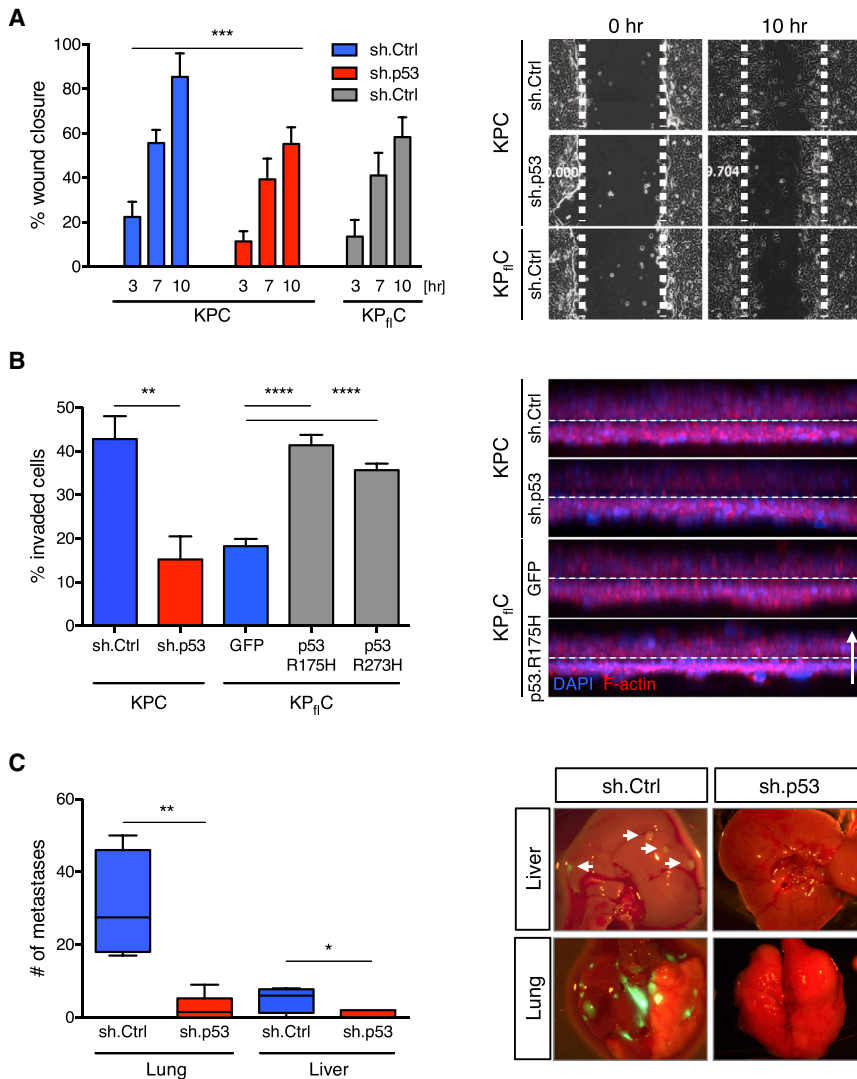 A
% wound closure
100
80
60
40
20
0
***
sh.Ctrl
sh.p53
sh.Ctrl
3 7 10 3 7 10 3 7 10 [hr]
KPC KPflC
0 hr 10 hr
KPC
sh.Ctrl
sh.p53
0.000 9.704
KPflC
sh.Ctrl
B
% invaded cells
50
40
30
20
10
0
** **** ****
sh.Ctrl sh.p53 GFP p53 p53
R175H R273H
KPC KPflC
KPC
sh.Ctrl
sh.p53
KPflC
GFP
p53.R175H
DAPI F-actin
C
# of metastases
60
40
20
0
** *
sh.Ctrl sh.p53 sh.Ctrl sh.p53
Lung Liver
sh.Ctrl sh.p53
Liver
Lung